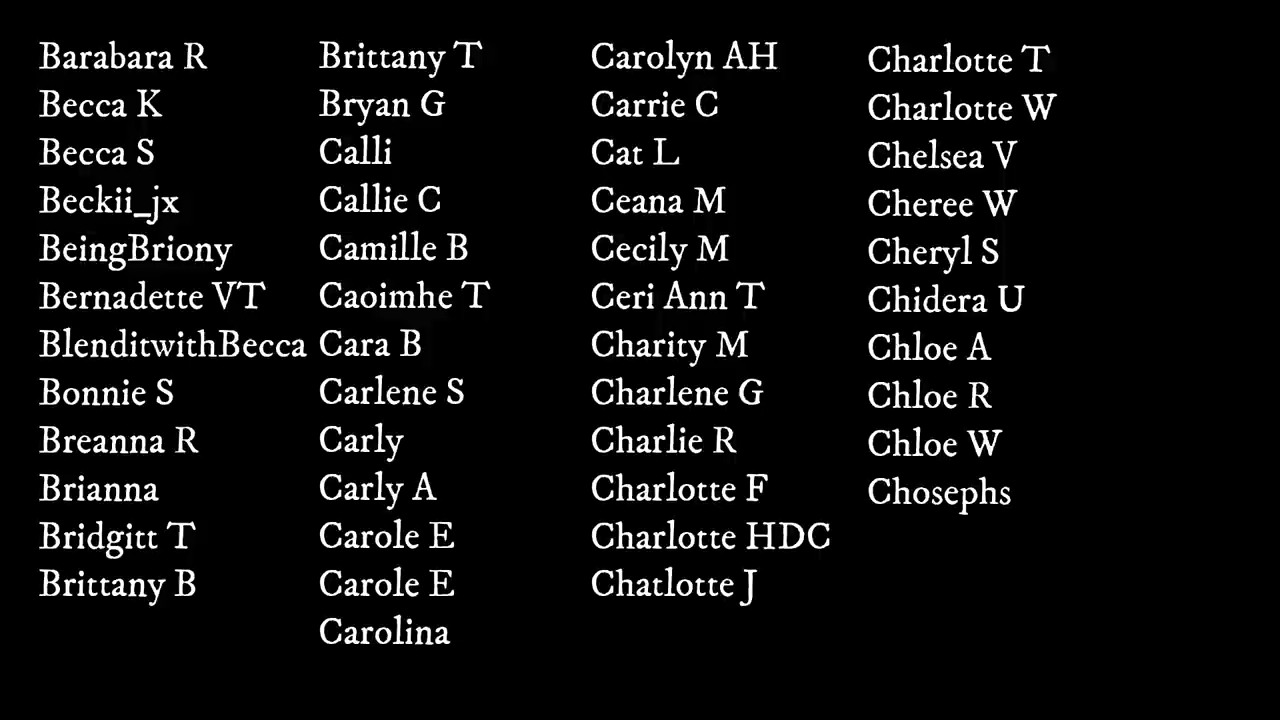 Barabara R
Becca K
Becca S
Beckii_jx
BeingBriony
Bernadette VT
BlenditwithBecca
Bonnie S
Breanna R
Brianna
Bridgitt T
Brittany B
Brittany T
Bryan G
Calli
Callie C
Camille B
Caoimhe T
Cara B
Carlene S
Carly
Carly A
Carole E
Carole E
Carolina
Carolyn AH
Carrie C
Cat L
Ceana M
Cecily M
Ceri Ann T
Charity M
Charlene G
Charlie R
Charlotte F
Charlotte HDC
Chatlotte J
Charlotte T
Charlotte W
Chelsea V
Cheree W
Cheryl S
Chidera U
Chloe A
Chloe R
Chloe W
Chosephs